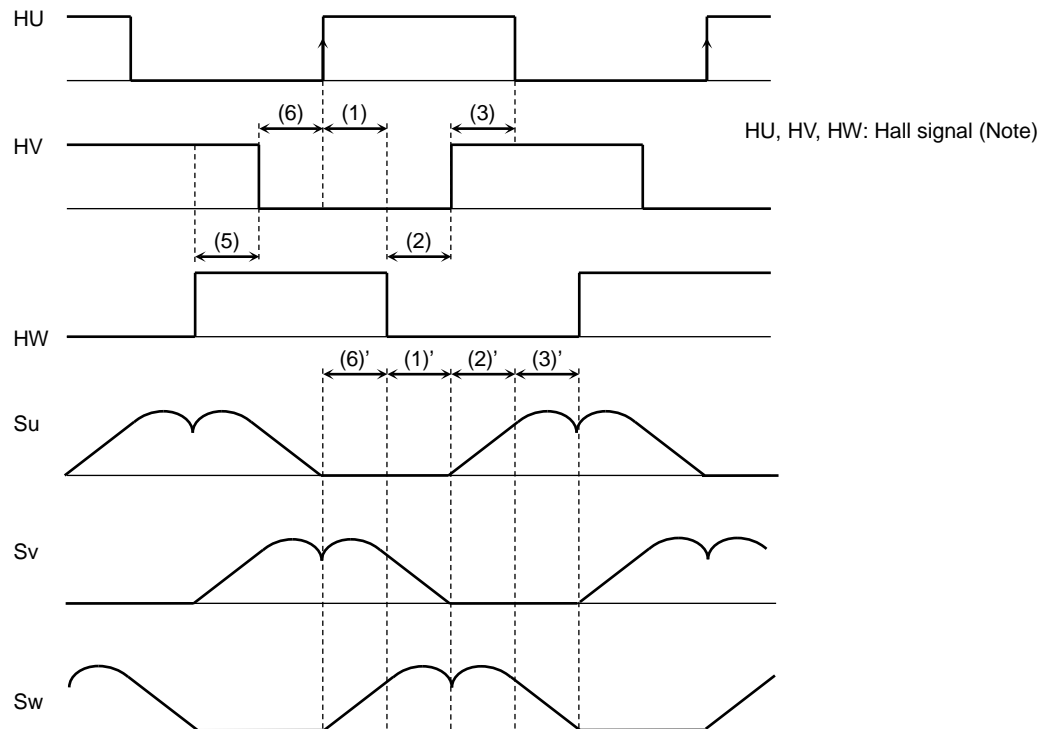 HU
(6) (1) (3)
HU, HV, HW: Hall signal (Note)
HV
(5) (2)
HW
(6)’ (1)’ (2)’ (3)’
Su
Sv
Sw